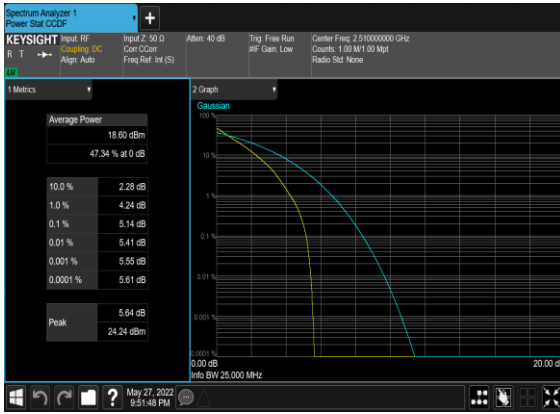 Spectrum Analyzer 1
Power Stat CCDF
KEYSIGHT
R T
LV
Input: RF
Coupling: DC
Align: Auto
Input Z: 50 Ω
Corr CCorr
Freq Ref: Int (S)
Atten: 40 dB
Trig: Free Run
#IF Gain: Low
Center Freq: 2.510000000 GHz
Counts: 1.00 M/1.00 Mpt
Radio Std: None
1 Metrics
Average Power
18.60 dBm
47.34 % at 0 dB
10.0 % 2.28 dB
1.0 % 4.24 dB
0.1 % 5.14 dB
0.01 % 5.41 dB
0.001 % 5.55 dB
0.0001 % 5.61 dB
Peak
5.64 dB
24.24 dBm
2 Graph
Gaussian
100 %
10 %
1 %
0.1 %
0.01 %
0.001 %
0.0001 %
0.00 dB
20.00 d
Info BW 25.000 MHz
?
May 27, 2022
9:51:48 PM